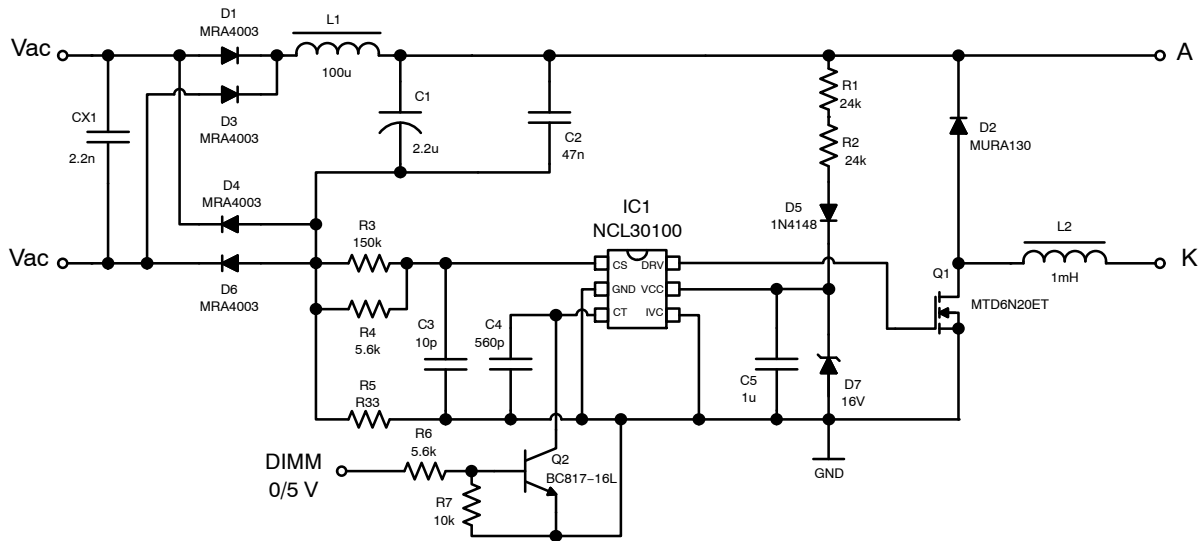 D1
MRA4003
L1
100u
Vac
A
D3
MRA4003
CX1
2.2n
C1
2.2u
C2
47n
R1
24k
R2
24k
D2
MURA130
D4
MRA4003
D5
1N4148
IC1
NCL30100
CS DRV
GND VCC
CT IVC
R3
150k
L2
1mH
Vac
K
D6
MRA4003
Q1
MTD6N20ET
R4
5.6k
C3
10p
C4
560p
C5
1u
D7
16V
R5
R33
GND
DIMM
0/5 V
R6
5.6k
Q2
BC817-16L
R7
10k